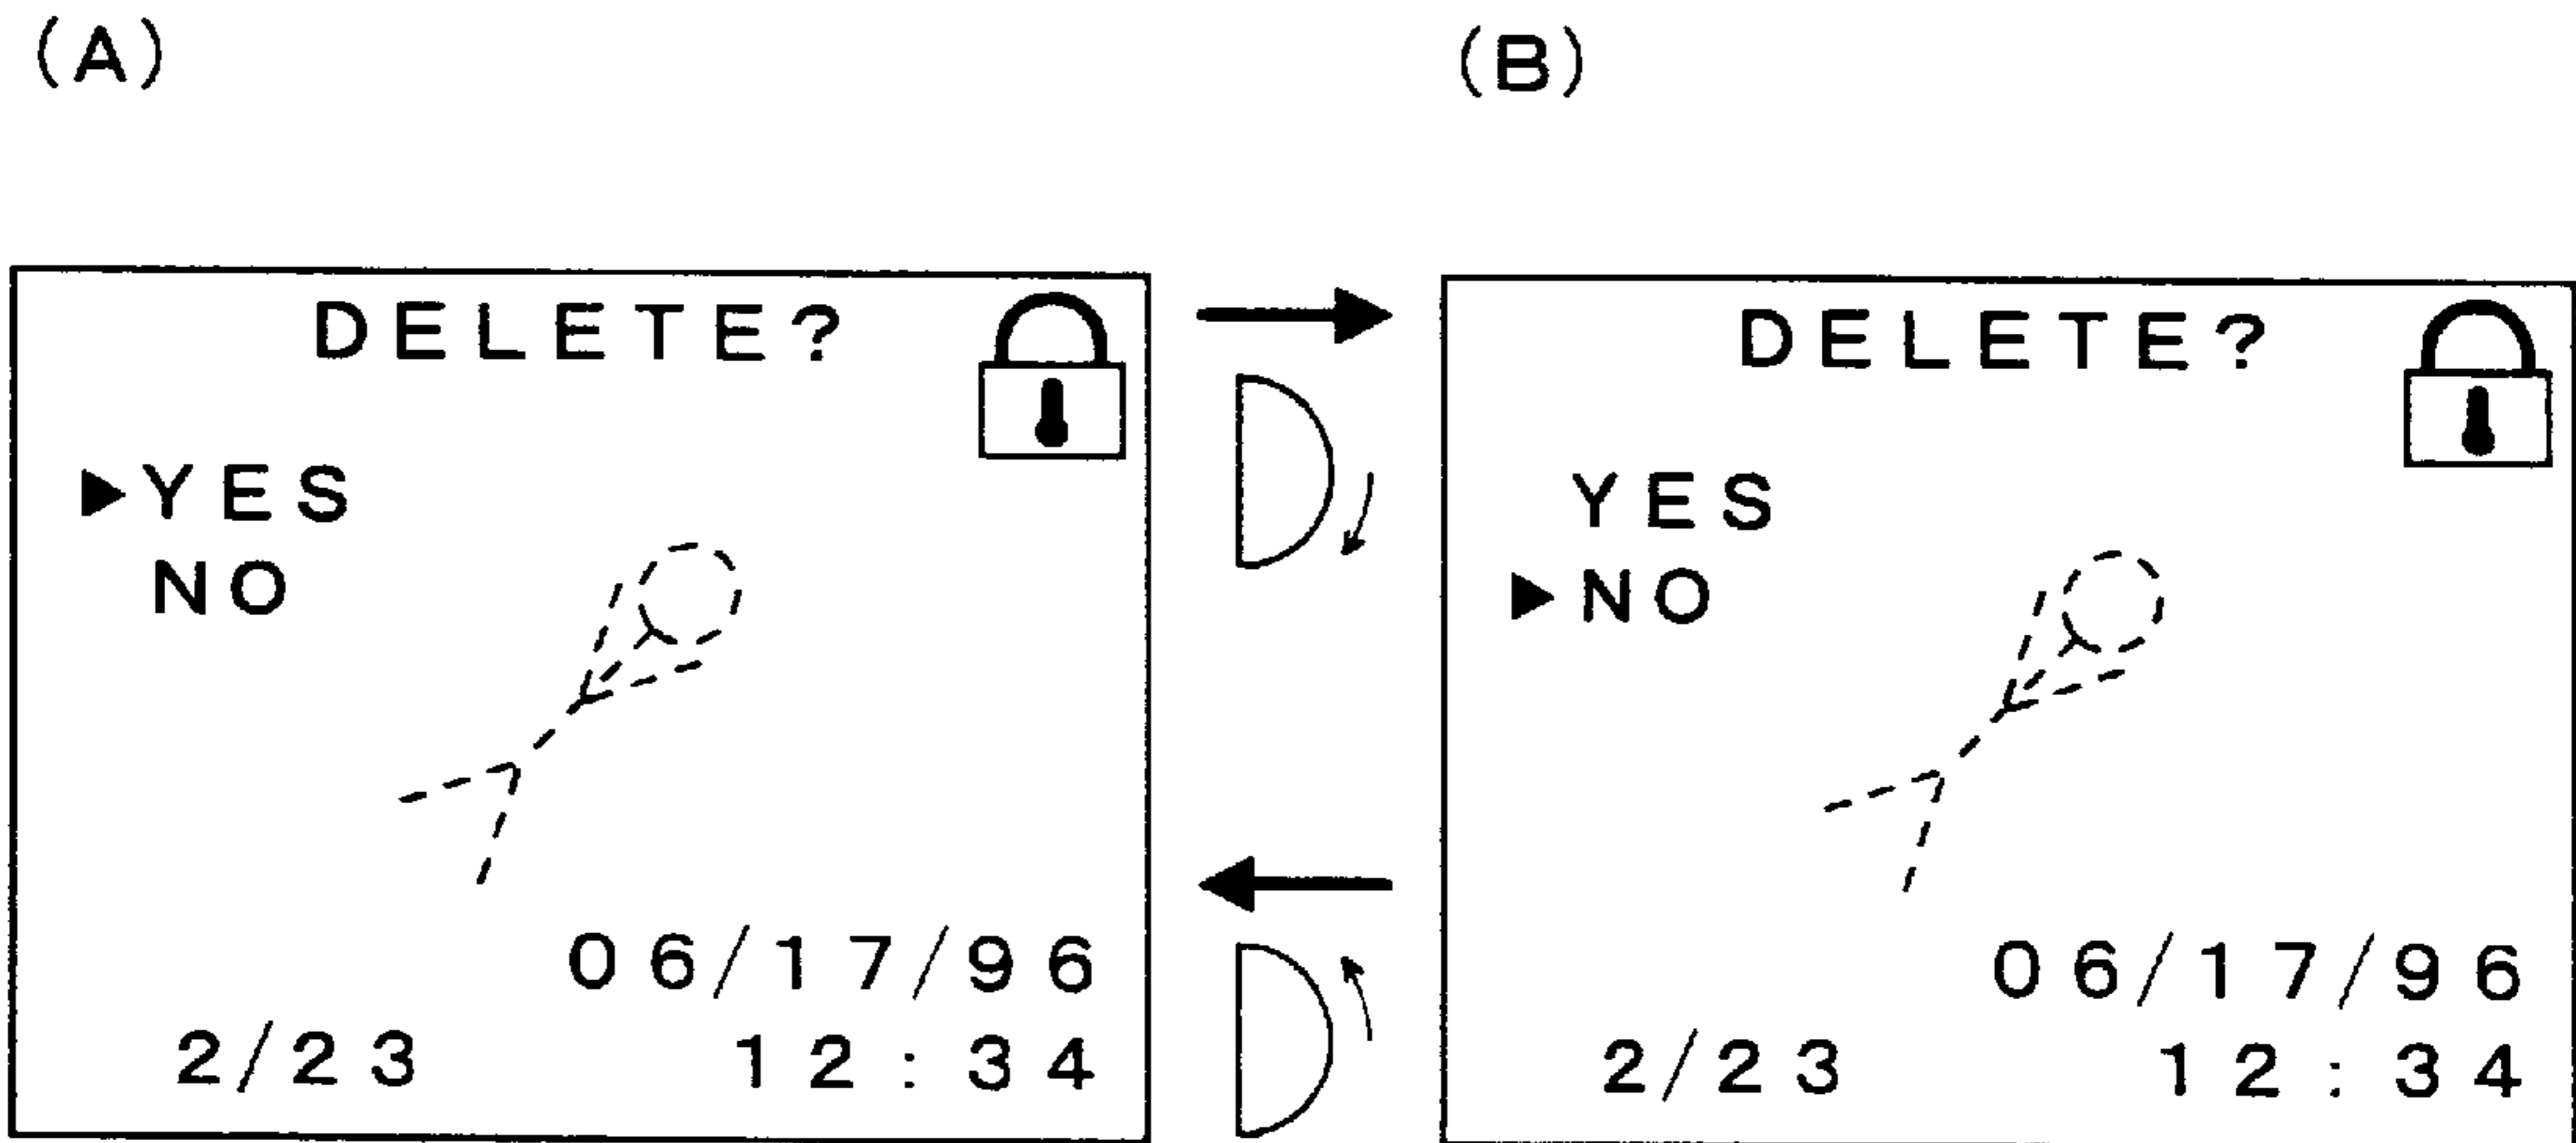 (A)
DELETE?
▶YES
NO
06/17/96
2/23 12:34
(B)
DELETE?
YES
▶NO
06/17/96
2/23 12:34